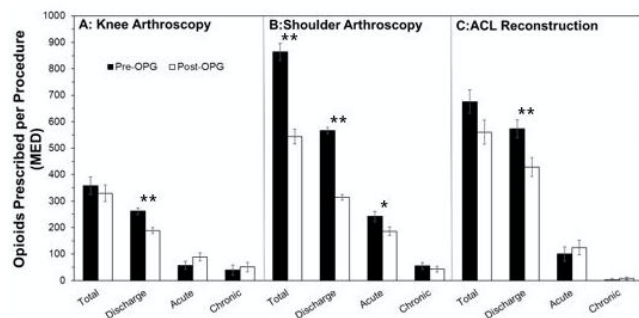 A: Knee Arthroscopy
B:Shoulder Arthroscopy
C:ACL Reconstruction
Pre-OPG
Post-OPG
Opioids Prescribed per Procedure
(MED)
1000
900
800
700
600
500
400
300
200
100
0
**
**
**
*
**
Total
Discharge
Acute
Chronic
Total
Discharge
Acute
Chronic
Total
Discharge
Acute
Chronic